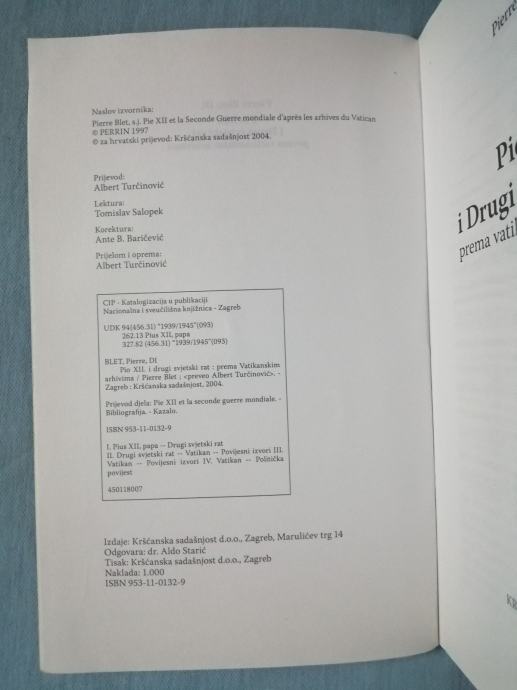 Naslov izvornika:
Pierre Blet, s.j. Pie XII et la Seconde Guerre mondiale d'après les arhives du Vatican
© PERRIN 1997
© za hrvatski prijevod: Kršćanska sadašnjost 2004.
Prijevod:
Albert Turčinović
Lektura:
Tomislav Salopek
Korektura:
Ante B. Baričević
Prijelom i oprema:
Albert Turčinović
CIP - Katalogizacija u publikaciji
Nacionalna i sveučilišna knjižnica - Zagreb
UDK 94(456.31) "1939/1945"(093)
262.13 Pius XII, papa
327.82 (456.31) "1939/1945"(093)
BLET, Pierre, DI
Pio XII. i drugi svjetski rat : prema Vatikanskim
arhivima / Pierre Blet ; <preveo Albert Turčinović>. -
Zagreb : Kršćanska sadašnjost, 2004.
Prijevod djela: Pie XII et la seconde guerre mondiale. -
Bibliografija. - Kazalo.
ISBN 953-11-0132-9
I. Pius XII, papa -- Drugi svjetski rat
II. Drugi svjetski rat -- Vatikan -- Povijesni izvori III.
Vatikan -- Povijesni izvori IV. Vatikan -- Politička
povijest
450118007
Izdaje: Kršćanska sadašnjost d.o.o., Zagreb, Marulićev trg 14
Odgovara: dr. Aldo Starić
Tisak: Kršćanska sadašnjost d.o.o., Zagreb
Naklada: 1.000
ISBN 953-11-0132-9
Pierre
i Drugi
prema